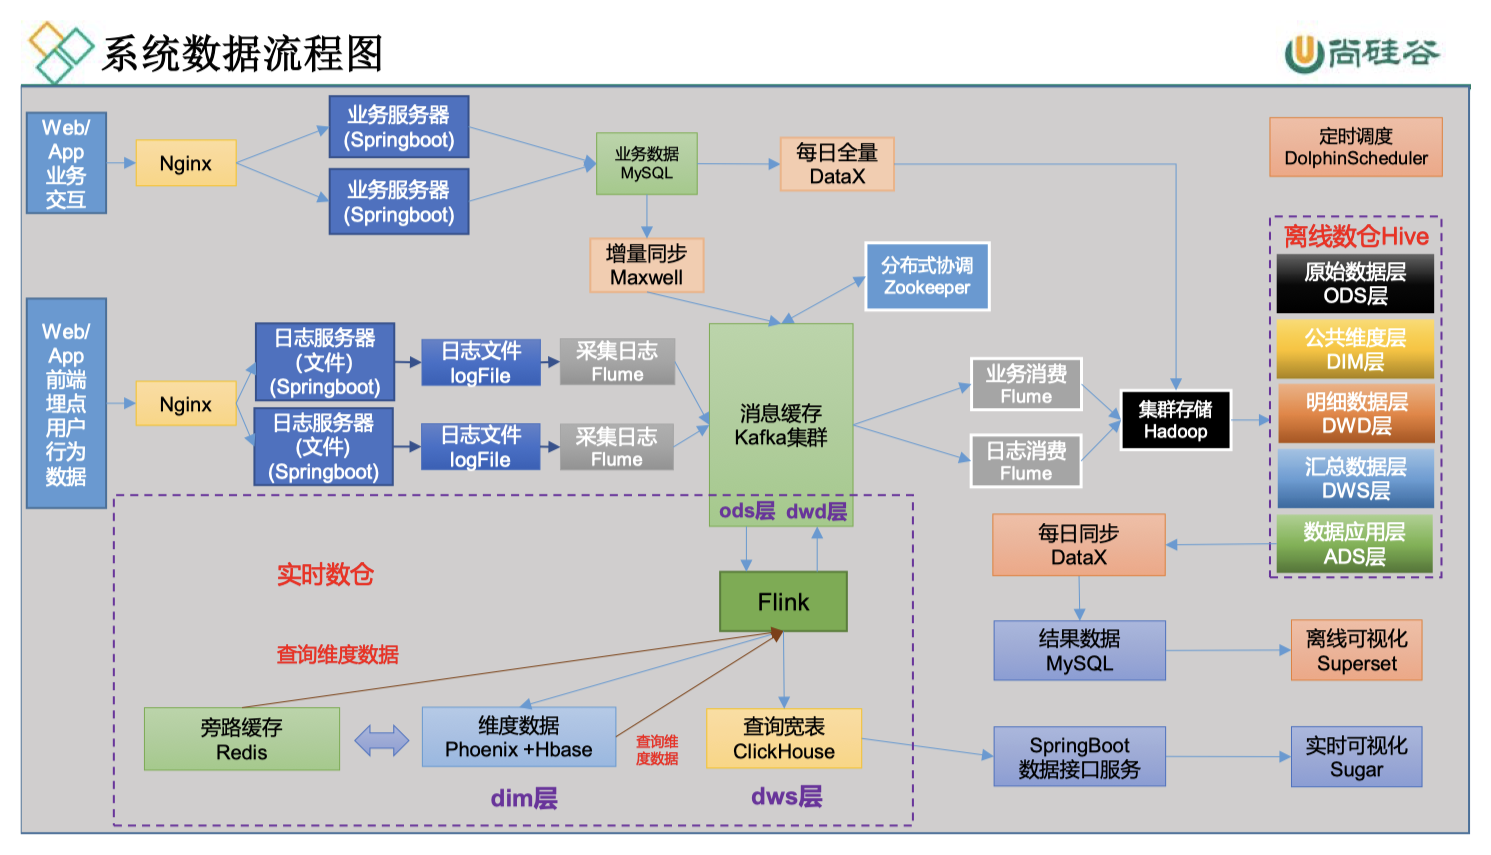 系统数据流程图
尚硅谷
Web/
App
业务
交互
Nginx
业务服务器
(Springboot)
业务服务器
(Springboot)
业务数据
MySQL
每日全量
DataX
定时调度
DolphinScheduler
增量同步
Maxwell
分布式协调
Zookeeper
离线数仓Hive
原始数据层
ODS层
公共维度层
DIM层
明细数据层
DWD层
汇总数据层
DWS层
数据应用层
ADS层
Web/
App
前端
埋点
用户
行为
数据
Nginx
日志服务器
(文件)
(Springboot)
日志服务器
(文件)
(Springboot)
日志文件
logFile
日志文件
logFile
采集日志
Flume
采集日志
Flume
消息缓存
Kafka集群
ods层 dwd层
业务消费
Flume
日志消费
Flume
集群存储
Hadoop
每日同步
DataX
实时数仓
Flink
查询维度数据
结果数据
MySQL
离线可视化
Superset
旁路缓存
Redis
维度数据
Phoenix +Hbase
查询维
度数据
查询宽表
ClickHouse
SpringBoot
数据接口服务
实时可视化
Sugar
dim层
dws层